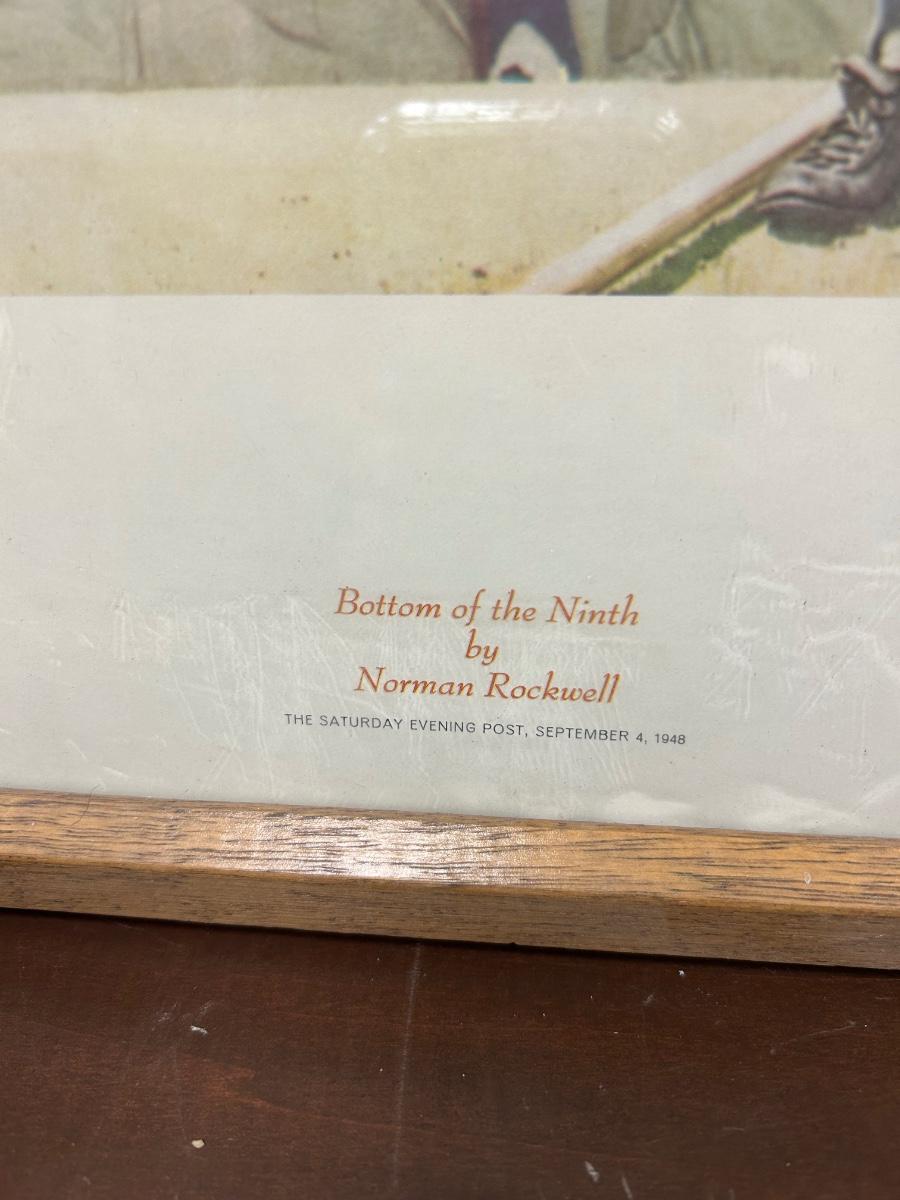 Bottom of the Ninth
by
Norman Rockwell
THE SATURDAY EVENING POST, SEPTEMBER 4, 1948